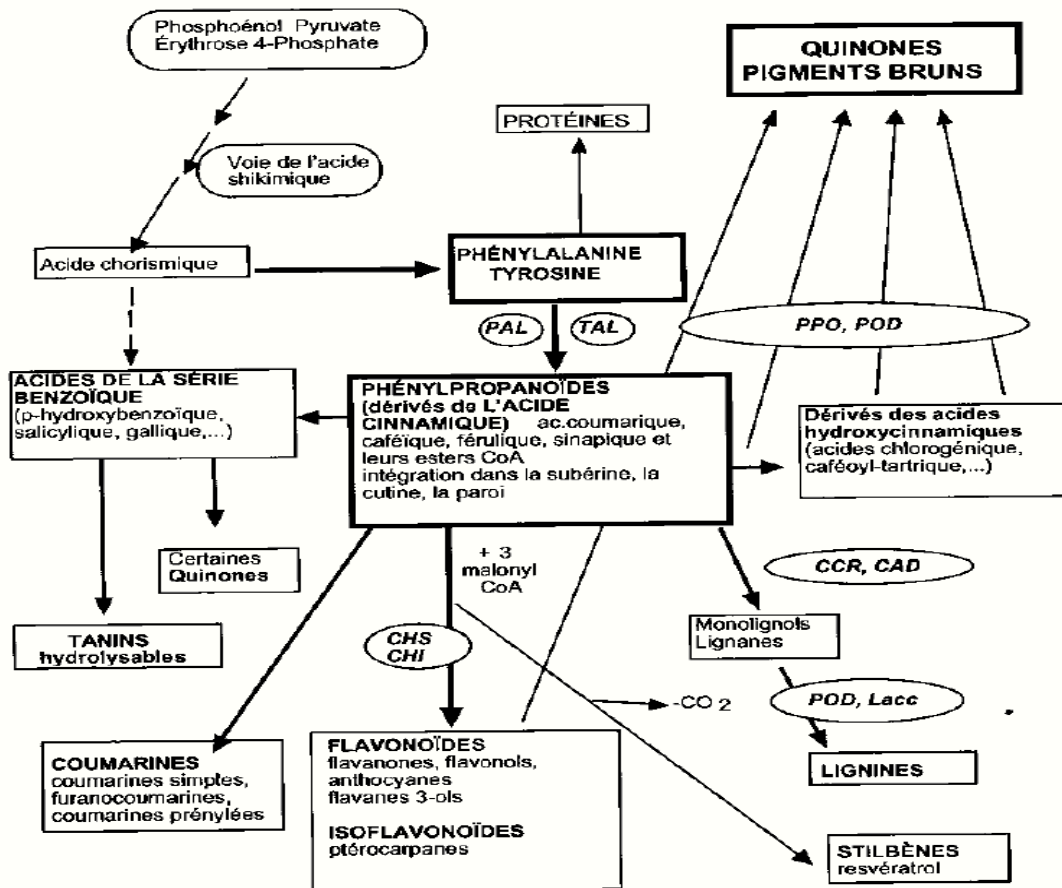 Phosphoénol Pyruvate
Érythrose 4-Phosphate
QUINONES
PIGMENTS BRUNS
PROTÉINES
Voie de l'acide
shikimique
Acide chorismique
PHÉNYLALANINE
TYROSINE
PAL
TAL
PPO, POD
ACIDES DE LA SÉRIE
BENZOÏQUE
(p-hydroxybenzoïque,
salicylique, gallique,...)
PHÉNYLPROPANOÏDES
(dérivés de L'ACIDE
CINNAMIQUE) ac.coumarique,
caféïque, férulique, sinapique et
leurs esters CoA
intégration dans la subérine, la
cutine, la paroi
Dérivés des acides
hydroxycinnamiques
(acides chlorogénique,
caféoyl-tartrique,...)
Certaines
Quinones
+ 3
malonyl
CoA
CCR, CAD
TANINS
hydrolysables
CHS
CHI
Monolignols
Lignanes
-CO 2
POD, Lacc
COUMARINES
coumarines simples,
furanocoumarines,
coumarines prénylées
FLAVONOÏDES
flavanones, flavonols,
anthocyanes
flavanes 3-ols
ISOFLAVONOÏDES
ptérocarpanes
LIGNINES
STILBÈNES
resvératrol